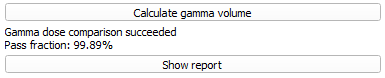 Calculate gamma volume
Gamma dose comparison succeeded
Pass fraction: 99.89%
Show report